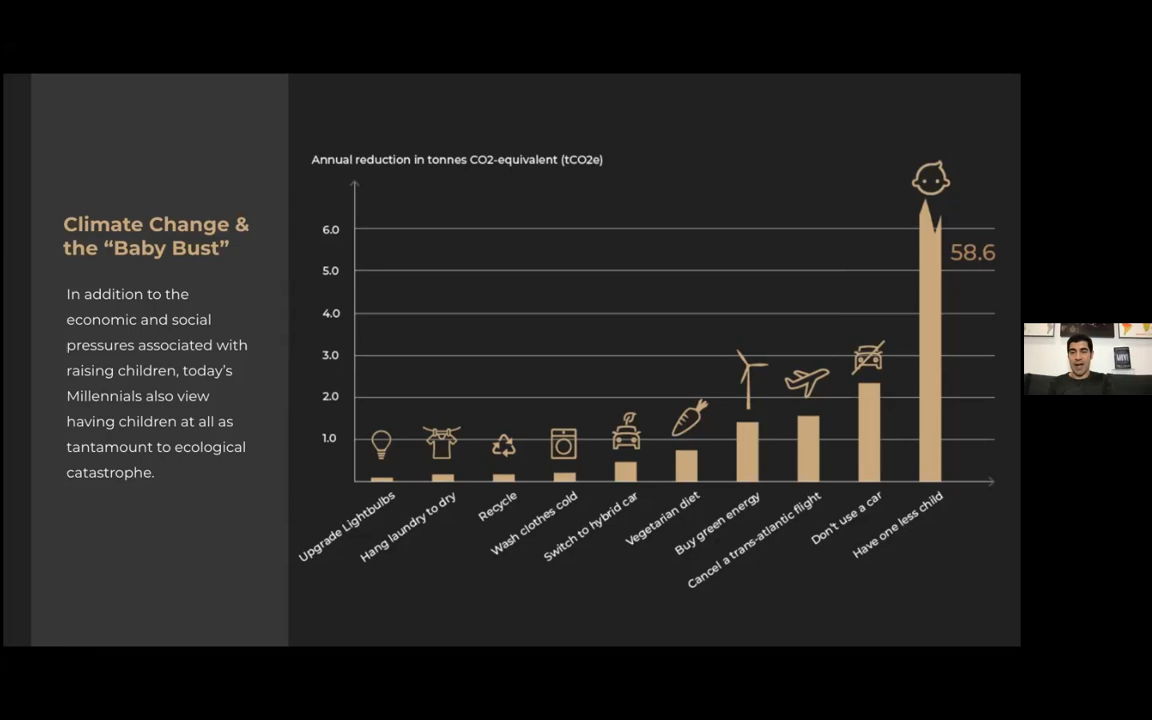 Climate Change &
the “Baby Bust”
In addition to the
economic and social
pressures associated with
raising children, today’s
Millennials also view
having children at all as
tantamount to ecological
catastrophe.
Annual reduction in tonnes CO2-equivalent (tCO2e)
6.0
5.0
4.0
3.0
2.0
1.0
58.6
Upgrade Lightbulbs
Hang laundry to dry
Recycle
Wash clothes cold
Switch to hybrid car
Vegetarian diet
Buy green energy
Cancel a trans-atlantic flight
Don't use a car
Have one less child